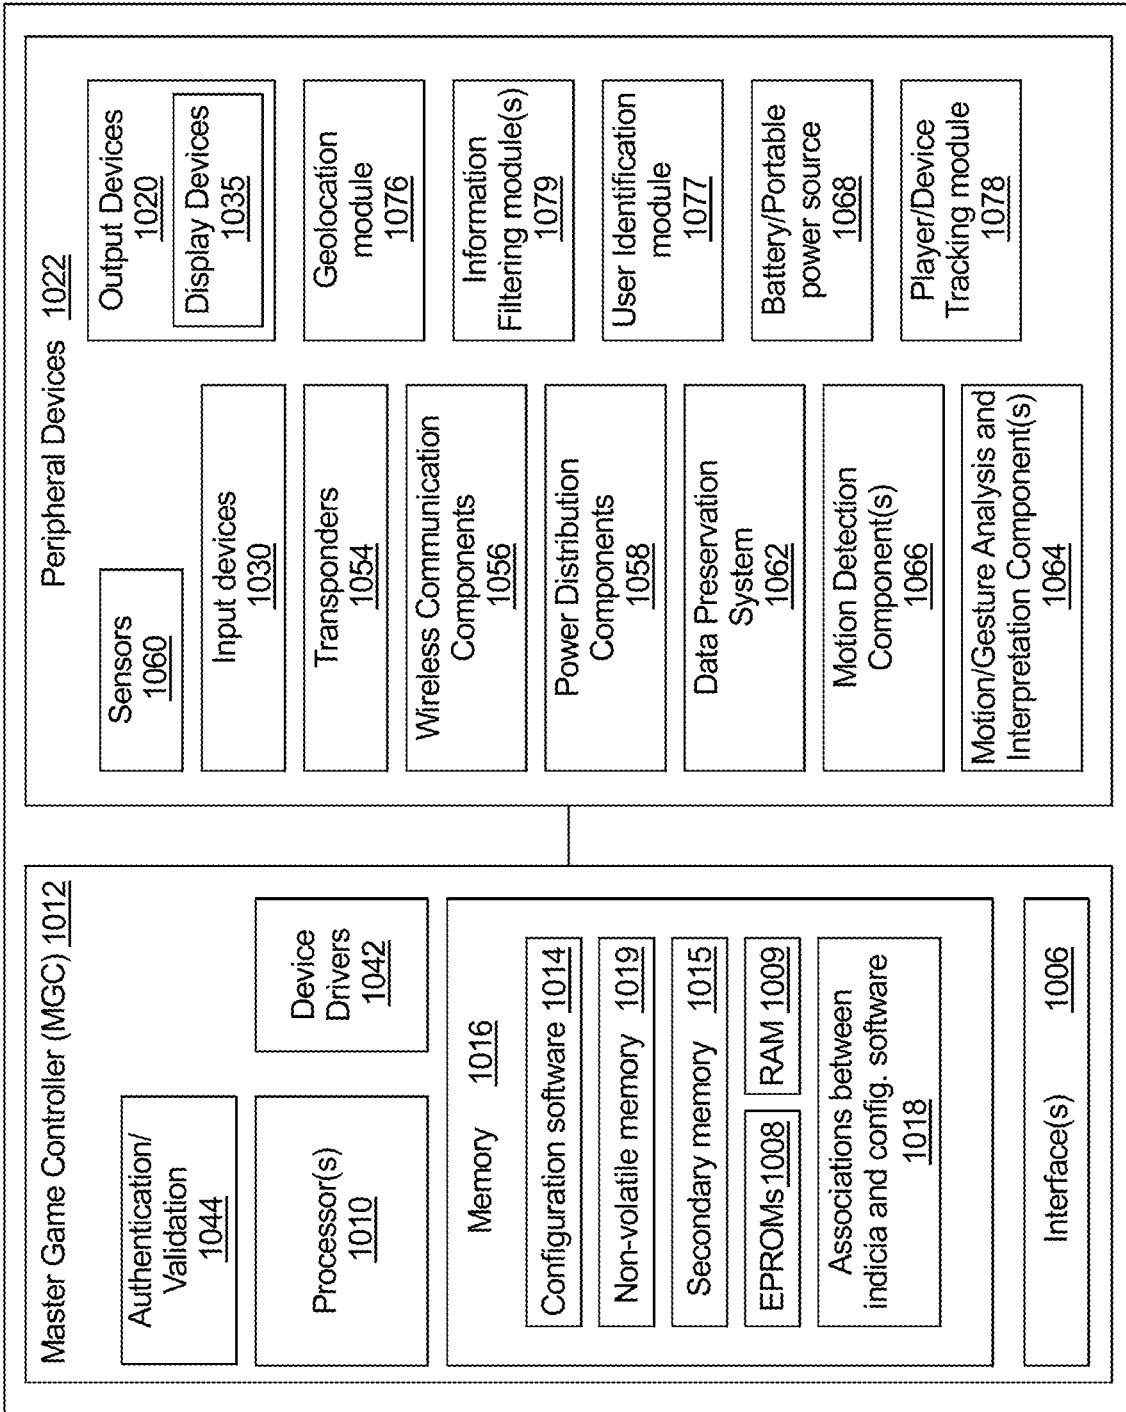 Master Game Controller (MGC) 1012
Authentication/
Validation
1044
Device
Drivers
1042
Processor(s)
1010
Memory 1016
Configuration software 1014
Non-volatile memory 1019
Secondary memory 1015
EPROMs1008
RAM 1009
Associations between
indicia and config. software
1018
Interface(s) 1006
Peripheral Devices 1022
Sensors
1060
Input devices
1030
Transponders
1054
Wireless Communication
Components
1056
Power Distribution
Components
1058
Data Preservation
System
1062
Motion Detection
Component(s)
1066
Motion/Gesture Analysis and
Interpretation Component(s)
1064
Output Devices
1020
Display Devices
1035
Geolocation
module
1076
Information
Filtering module(s)
1079
User Identification
module
1077
Battery/Portable
power source
1068
Player/Device
Tracking module
1078